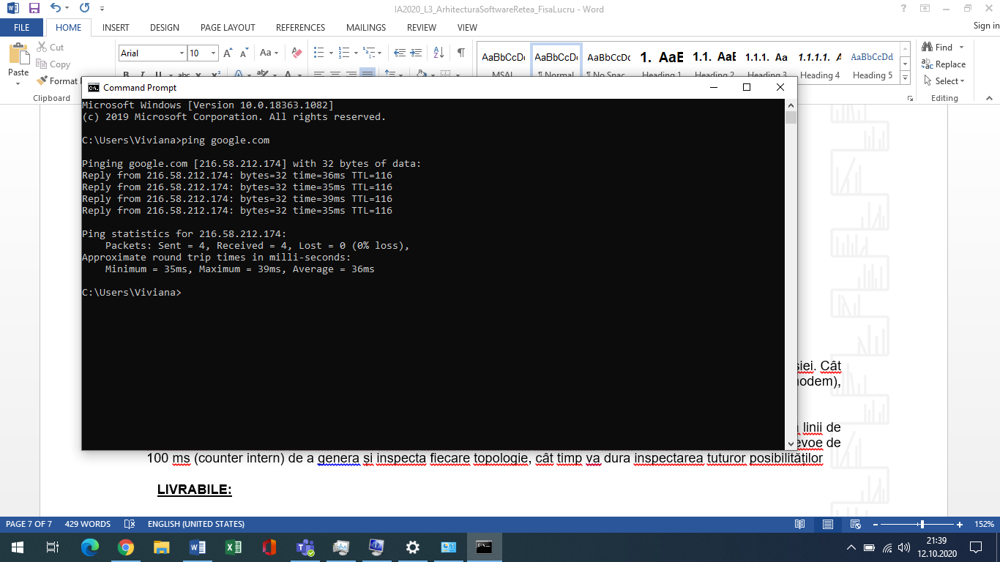 IA2020_L3_ArhitecturaSoftwareRetea_FisaLucru - Word
FILE HOME INSERT DESIGN PAGE LAYOUT REFERENCES MAILINGS REVIEW VIEW Sign in
Paste
Cut
Copy
Format
Clipboard
Arial 10
AaBbCcDc AaBbCcDc AaBbCcDc 1. AaE 1.1. AaE 1.1.1. Aa 1.1.1.1. A AaBbCcDd
MSAL ¶ Normal ¶ No Spac... Heading 1 Heading 2 Heading 3 Heading 4 Heading 5
Find
Replace
Select
Editing
Command Prompt
Microsoft Windows [Version 10.0.18363.1082]
(c) 2019 Microsoft Corporation. All rights reserved.
C:\Users\Viviana>ping google.com
Pinging google.com [216.58.212.174] with 32 bytes of data:
Reply from 216.58.212.174: bytes=32 time=36ms TTL=116
Reply from 216.58.212.174: bytes=32 time=35ms TTL=116
Reply from 216.58.212.174: bytes=32 time=39ms TTL=116
Reply from 216.58.212.174: bytes=32 time=35ms TTL=116
Ping statistics for 216.58.212.174:
Packets: Sent = 4, Received = 4, Lost = 0 (0% loss),
Approximate round trip times in milli-seconds:
Minimum = 35ms, Maximum = 39ms, Average = 36ms
C:\Users\Viviana>
siei. Cât
nodem),
linii de
evoe de
100 ms (counter intern) de a genera și inspecta fiecare topologie, cât timp va dura inspectarea tuturor posibilităților
LIVRABILE:
PAGE 7 OF 7 429 WORDS ENGLISH (UNITED STATES) 152%
21:39
12.10.2020